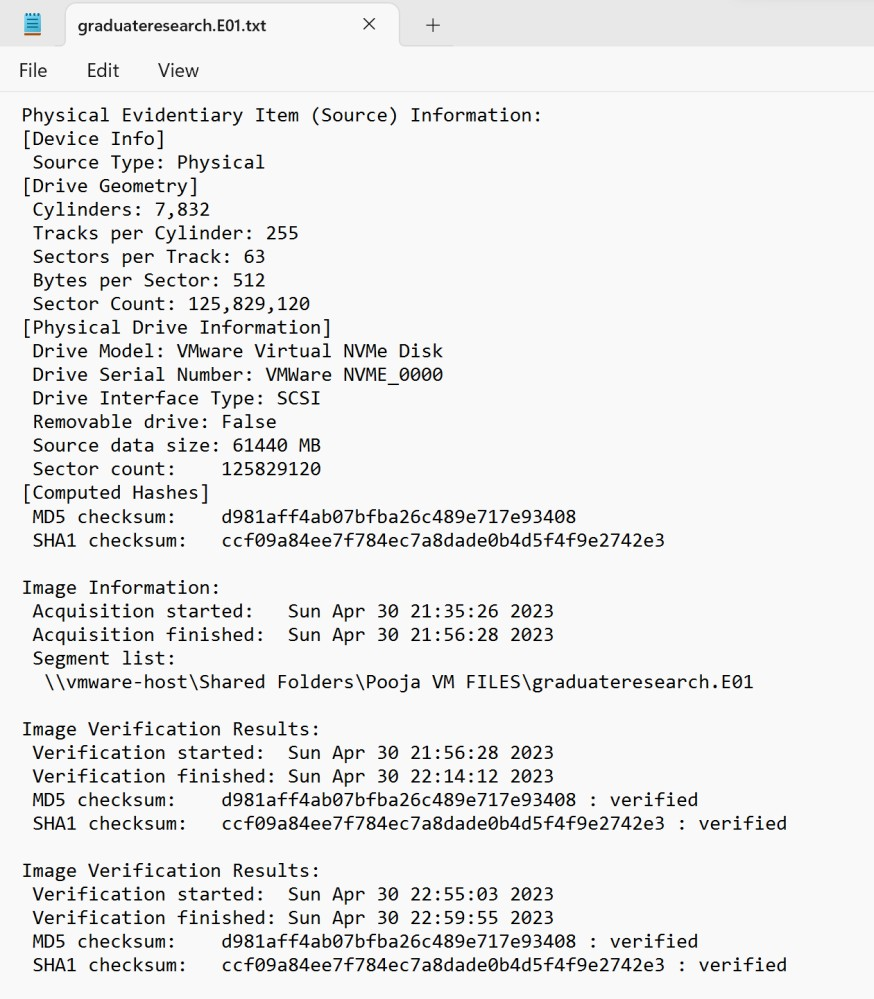 graduateresearch.E01.txt
File Edit View
Physical Evidentiary Item (Source) Information:
[Device Info]
Source Type: Physical
[Drive Geometry]
Cylinders: 7,832
Tracks per Cylinder: 255
Sectors per Track: 63
Bytes per Sector: 512
Sector Count: 125,829,120
[Physical Drive Information]
Drive Model: VMware Virtual NVMe Disk
Drive Serial Number: VMWare NVME_0000
Drive Interface Type: SCSI
Removable drive: False
Source data size: 61440 MB
Sector count:    125829120
[Computed Hashes]
MD5 checksum:    d981aff4ab07bfba26c489e717e93408
SHA1 checksum:   ccf09a84ee7f784ec7a8dade0b4d5f4f9e2742e3

Image Information:
Acquisition started:   Sun Apr 30 21:35:26 2023
Acquisition finished:  Sun Apr 30 21:56:28 2023
Segment list:
\\vmware-host\Shared Folders\Pooja VM FILES\graduateresearch.E01

Image Verification Results:
Verification started:  Sun Apr 30 21:56:28 2023
Verification finished: Sun Apr 30 22:14:12 2023
MD5 checksum:    d981aff4ab07bfba26c489e717e93408 : verified
SHA1 checksum:   ccf09a84ee7f784ec7a8dade0b4d5f4f9e2742e3 : verified

Image Verification Results:
Verification started:  Sun Apr 30 22:55:03 2023
Verification finished: Sun Apr 30 22:59:55 2023
MD5 checksum:    d981aff4ab07bfba26c489e717e93408 : verified
SHA1 checksum:   ccf09a84ee7f784ec7a8dade0b4d5f4f9e2742e3 : verified